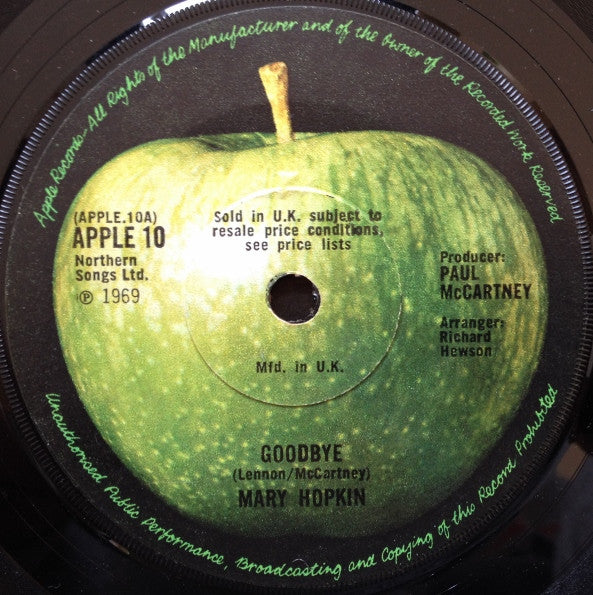 Apple Records-All Rights of the Manufacturer and of the Owner of the Recorded Work Reserved
(APPLE.10A)
APPLE 10
Northern
Songs Ltd.
℗ 1969
Sold in U.K. subject to
resale price conditions,
see price lists
Producer:
PAUL
McCARTNEY
Arranger:
Richard
Hewson
Mfd. in U.K.
GOODBYE
(Lennon/McCartney)
MARY HOPKIN
Unauthorised Public Performance, Broadcasting and Copying of this Record Prohibited